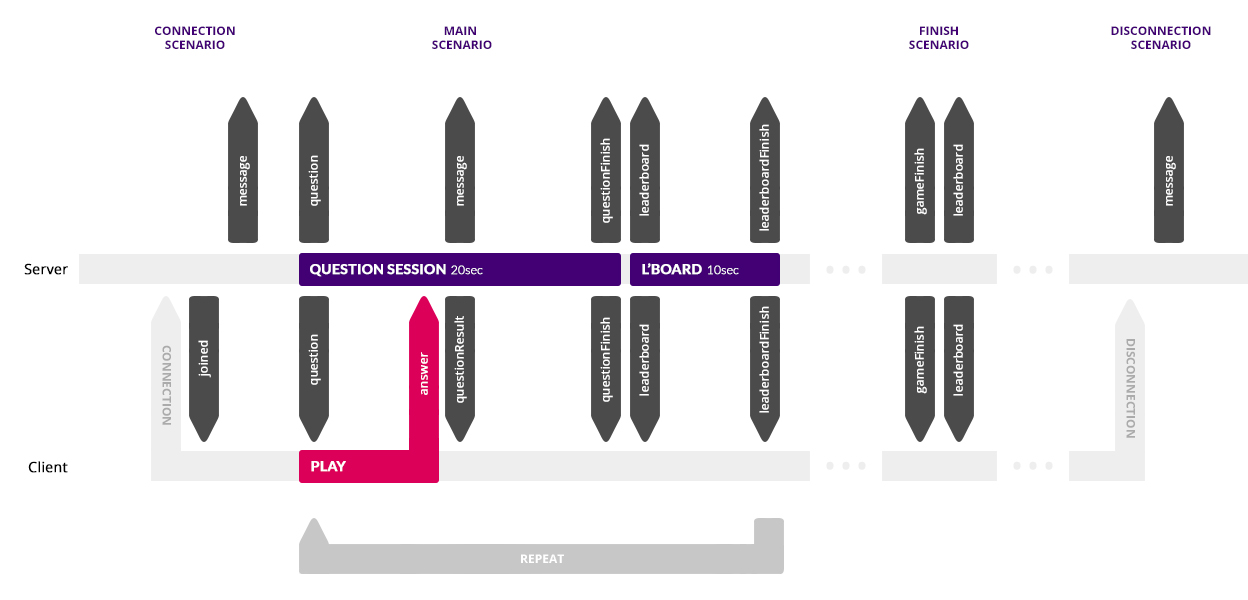 CONNECTION
SCENARIO
MAIN
SCENARIO
FINISH
SCENARIO
DISCONNECTION
SCENARIO
message
question
message
questionFinish
leaderboard
leaderboardFinish
gameFinish
leaderboard
message
Server
QUESTION SESSION 20sec
L'BOARD 10sec
CONNECTION
joined
question
answer
questionResult
questionFinish
leaderboard
leaderboardFinish
gameFinish
leaderboard
DISCONNECTION
Client
PLAY
REPEAT